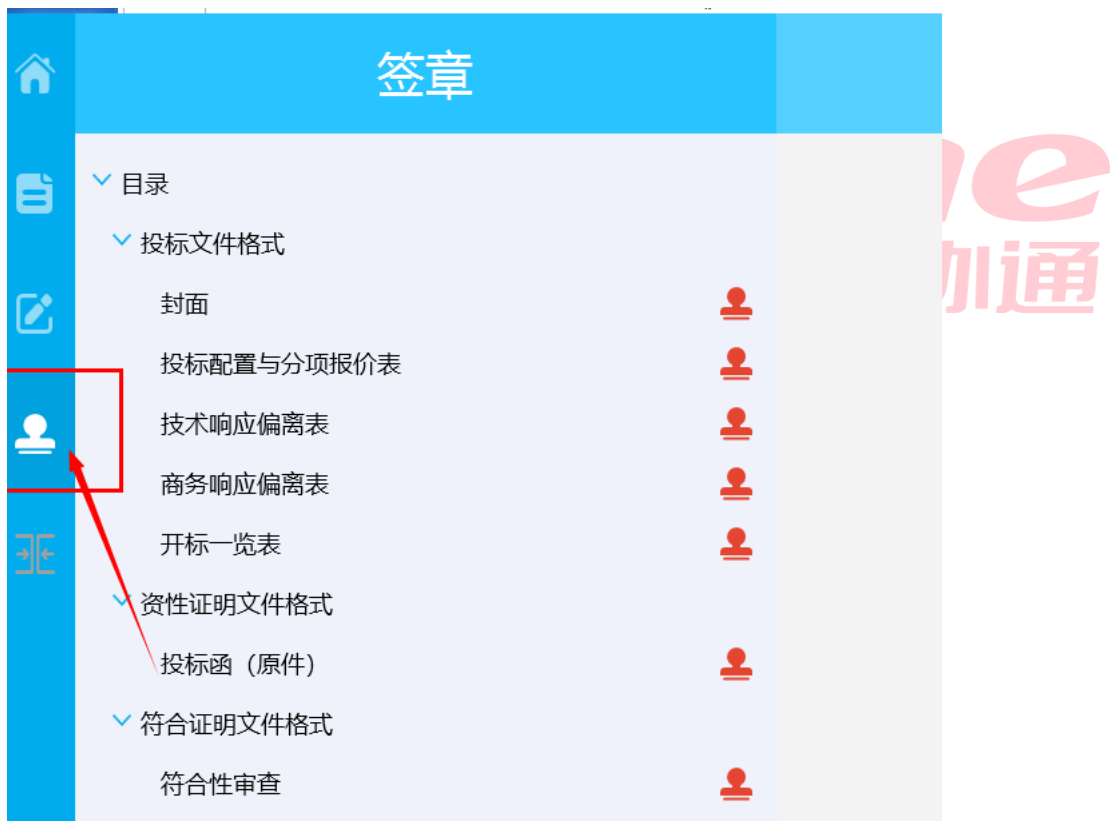 签章
目录
投标文件格式
封面
投标配置与分项报价表
技术响应偏离表
商务响应偏离表
开标一览表
资性证明文件格式
投标函（原件）
符合证明文件格式
符合性审查
通